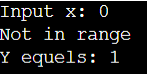 Input x: 0
Not in range
Y equels: 1